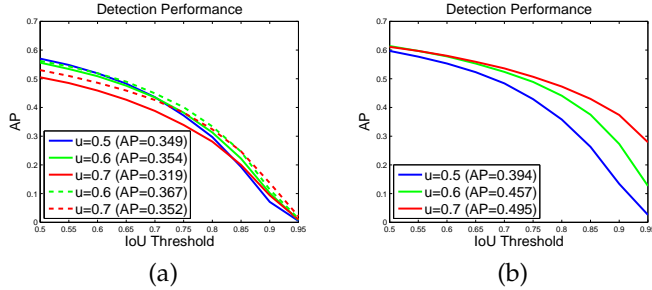 Detection Performance
0.7
0.6
0.5
0.4
0.3
0.2
0.1
0
AP
u=0.5 (AP=0.349)
u=0.6 (AP=0.354)
u=0.7 (AP=0.319)
u=0.6 (AP=0.367)
u=0.7 (AP=0.352)
0.5 0.55 0.6 0.65 0.7 0.75 0.8 0.85 0.9 0.95
IoU Threshold
(a)
Detection Performance
0.7
0.6
0.5
0.4
0.3
0.2
0.1
0
AP
u=0.5 (AP=0.394)
u=0.6 (AP=0.457)
u=0.7 (AP=0.495)
0.5 0.55 0.6 0.65 0.7 0.75 0.8 0.85 0.9 0.95
IoU Threshold
(b)